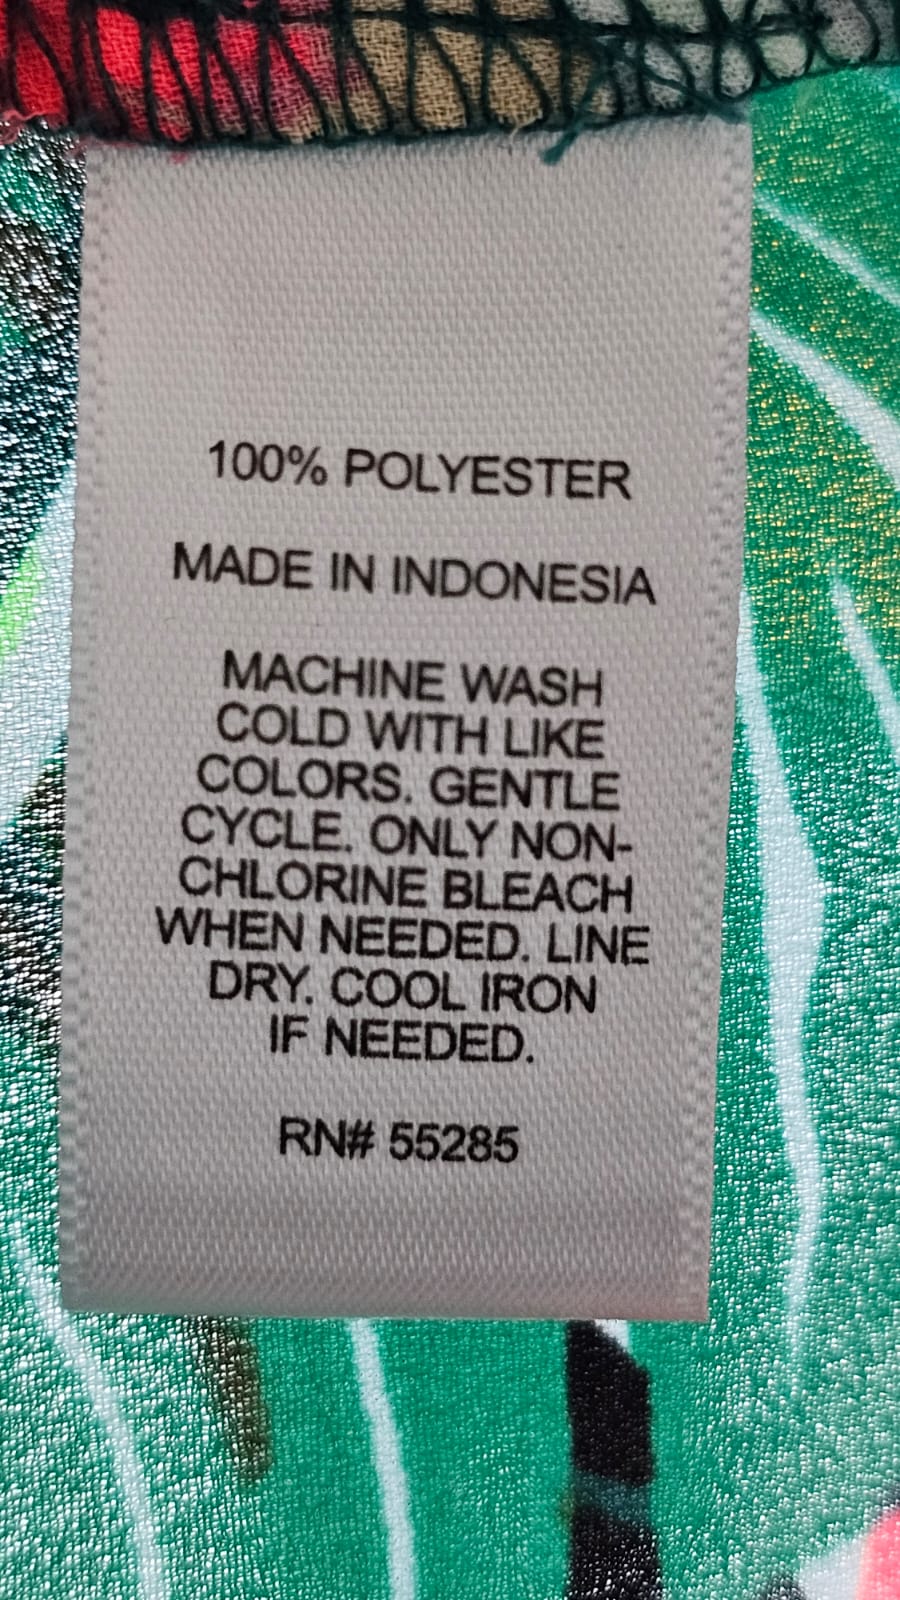 100% POLYESTER
MADE IN INDONESIA
MACHINE WASH
COLD WITH LIKE
COLORS. GENTLE
CYCLE. ONLY NON-
CHLORINE BLEACH
WHEN NEEDED. LINE
DRY. COOL IRON
IF NEEDED.
RN# 55285